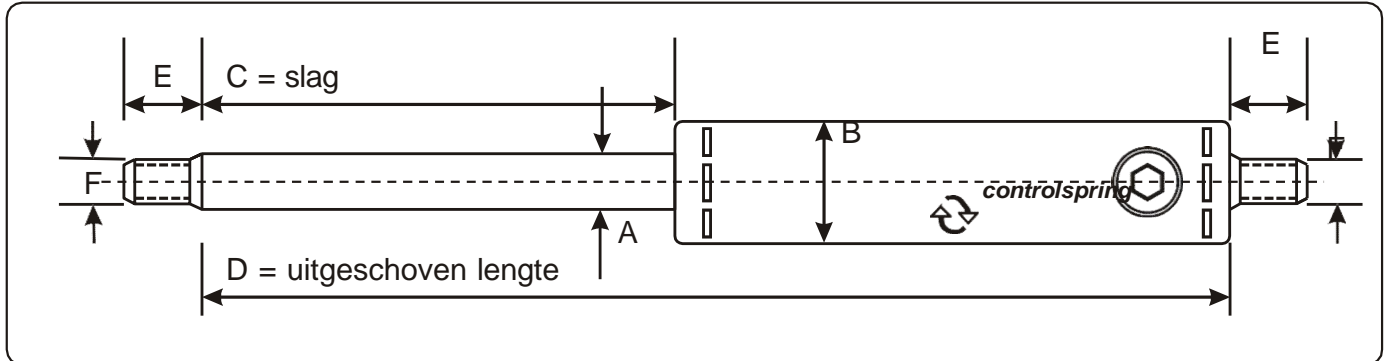 E
C = slag
E
B
F
F
controlspring
A
D = uitgeschoven lengte